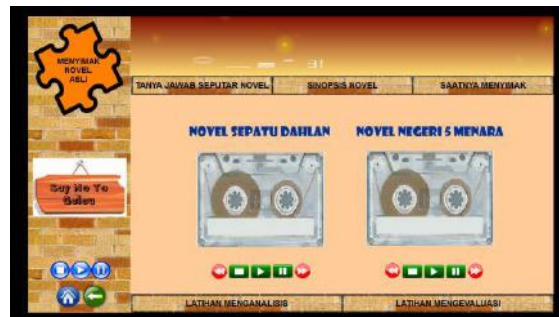 MENYIMAK
NOVEL
ASLI
TANYA JAWAB SEPUTAR NOVEL
SINOPSIS NOVEL
SAATNYA MENYIMAK
NOVEL SEPATU DAHLAN
NOVEL NEGERI 5 MENARA
Say No To
Galau
LATIHAN MENGANALISIS
LATIHAN MENGEVALUASI